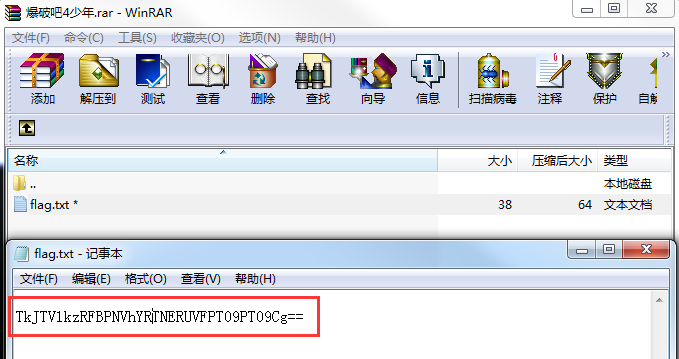 爆破吧4少年.rar - WinRAR
文件(F) 命令(C) 工具(S) 收藏夹(O) 选项(N) 帮助(H)
添加 解压到 测试 查看 删除 查找 向导 信息 扫描病毒 注释 保护 自解
名称 大小 压缩后大小 类型
.. 本地磁盘
flag.txt * 38 64 文本文档
flag.txt - 记事本
文件(F) 编辑(E) 格式(O) 查看(V) 帮助(H)
TkJTV1kzRFBPNVhYRTNERUVFPT09PT09Cg==